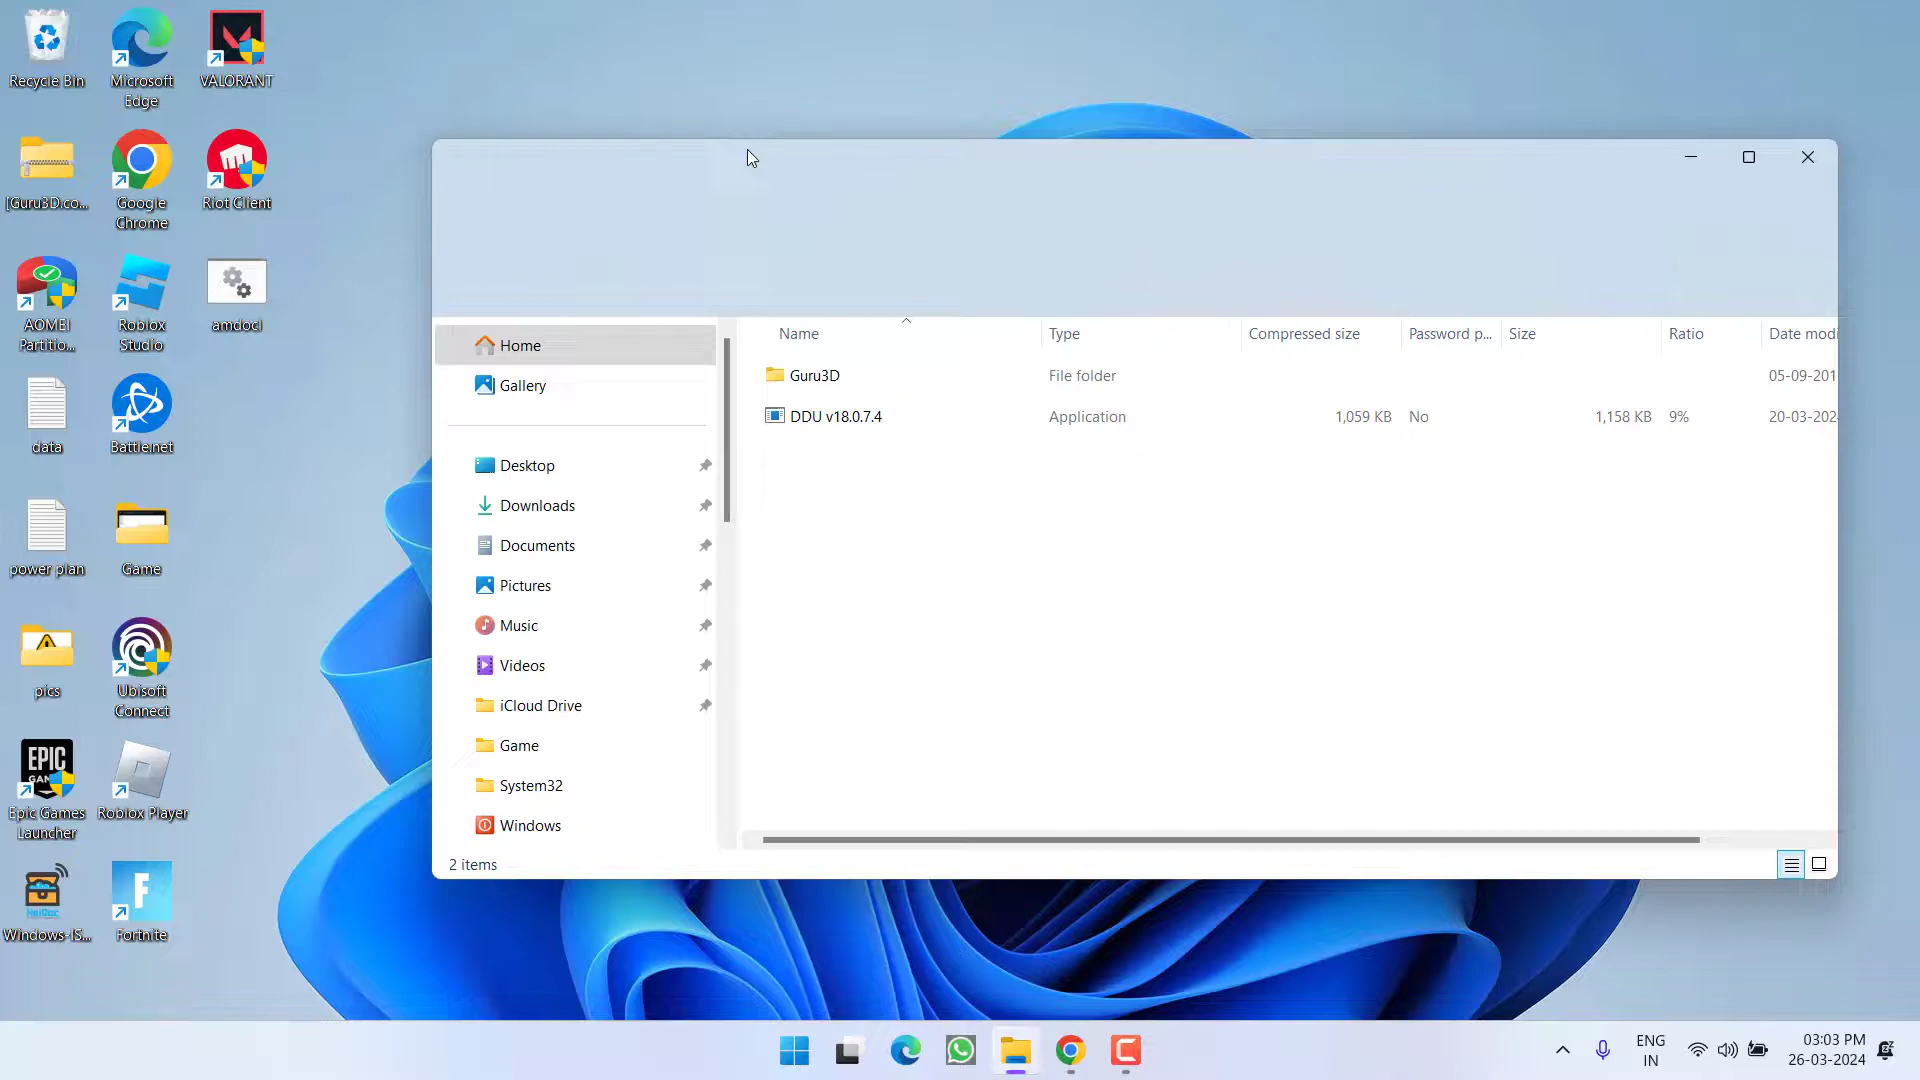 Recycle Bin
Microsoft
Edge
VALORANT
[Guru3D.co...
Google
Chrome
Riot Client
AOMEI
Partitio...
Roblox
Studio
amdocl
data
Battle.net
power plan
Game
pics
Ubisoft
Connect
EPIC
GAMES
Epic Games
Launcher
Roblox Player
Windows-IS...
Fortnite
Home
Gallery
Desktop
Downloads
Documents
Pictures
Music
Videos
iCloud Drive
Game
System32
Windows
Name Type Compressed size Password p... Size Ratio Date modi
Guru3D File folder 05-09-201
DDU v18.0.7.4 Application 1,059 KB No 1,158 KB 9% 20-03-202
2 items
ENG
IN
03:03 PM
26-03-2024